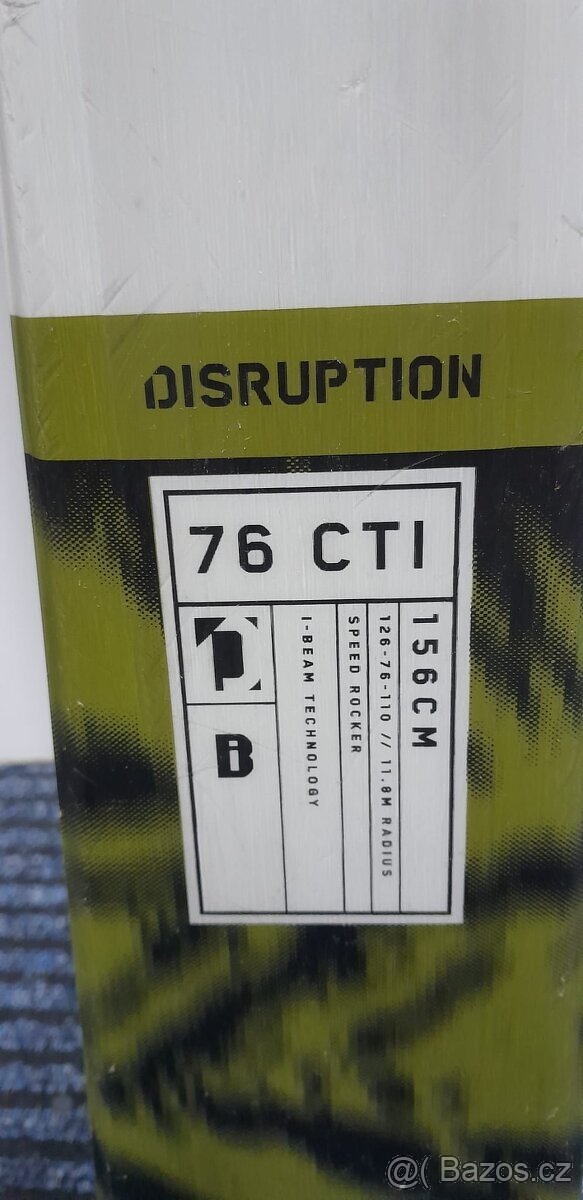 DISRUPTION
76 CTI
156CM
126-76-110 // 11.8M RADIUS
SPEED ROCKER
I-BEAM TECHNOLOGY
P
B
@( Bazos.cz